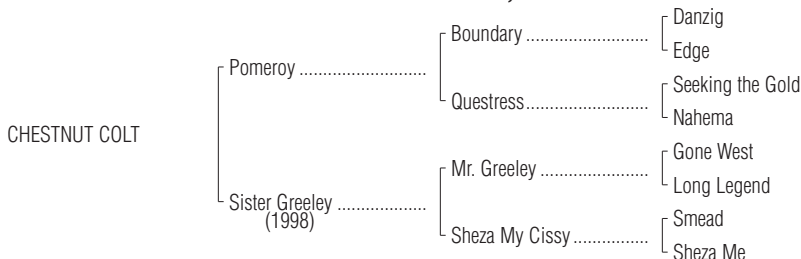 Danzig
Boundary ..............................
Edge
Pomeroy ...............................
Seeking the Gold
Questress..............................
Nahema
CHESTNUT COLT
Gone West
Mr. Greeley ...........................
Long Legend
Sister Greeley ......................
(1998)
Smead
Sheza My Cissy ..................
Sheza Me